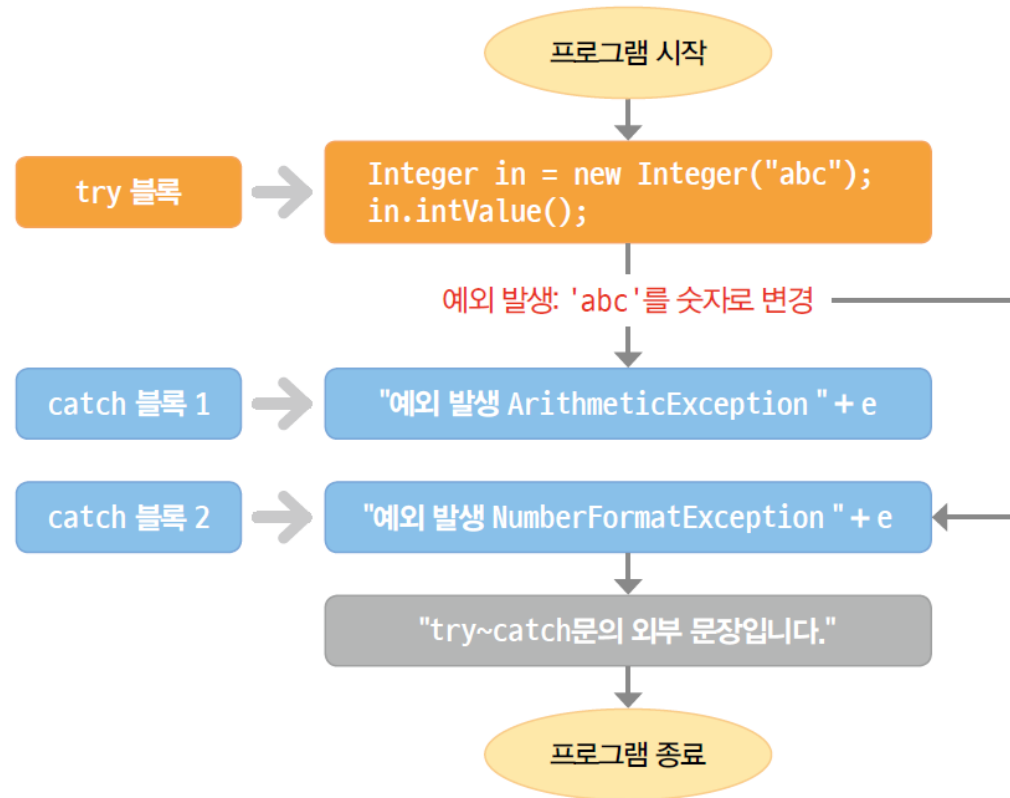 프로그램 시작
try 블록
Integer in = new Integer("abc");
in.intValue();
예외 발생: 'abc'를 숫자로 변경
catch 블록 1
"예외 발생 ArithmeticException " + e
catch 블록 2
"예외 발생 NumberFormatException " + e
"try~catch문의 외부 문장입니다."
프로그램 종료